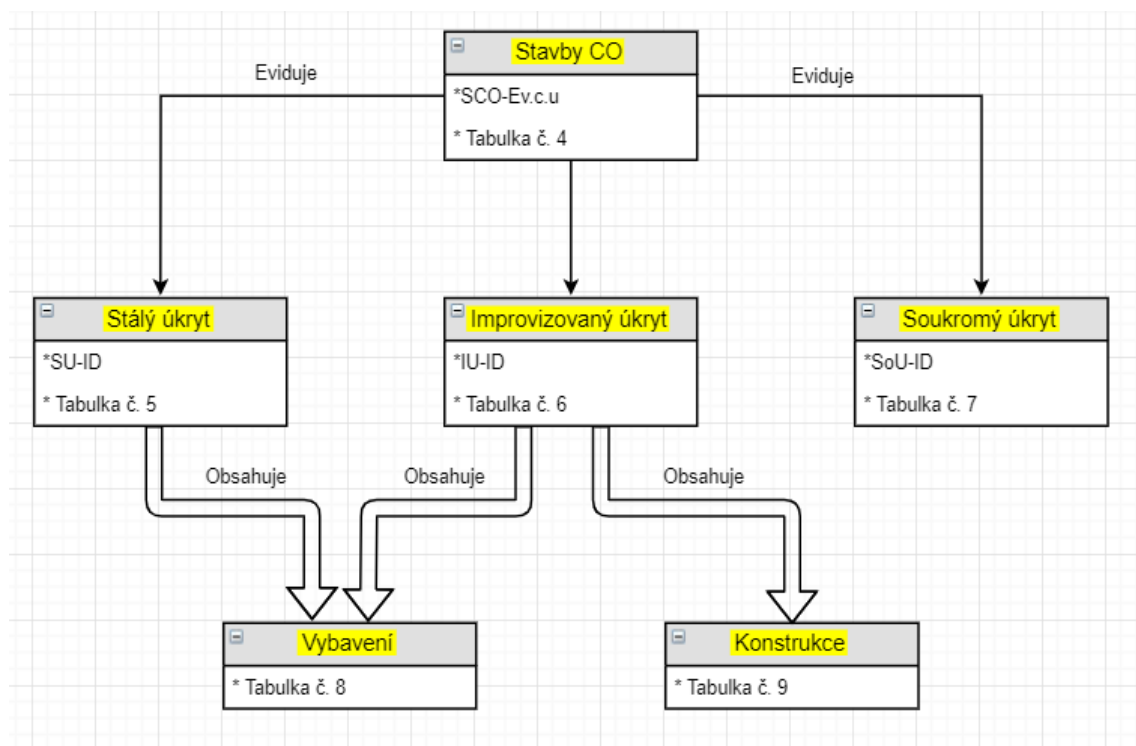 Stavby CO
Eviduje
Eviduje
*SCO-Ev.c.u
* Tabulka č. 4
Stálý úkryt
*SU-ID
* Tabulka č. 5
Improvizovaný úkryt
*IU-ID
* Tabulka č. 6
Soukromý úkryt
*SoU-ID
* Tabulka č. 7
Obsahuje
Obsahuje
Obsahuje
Vybavení
* Tabulka č. 8
Konstrukce
* Tabulka č. 9